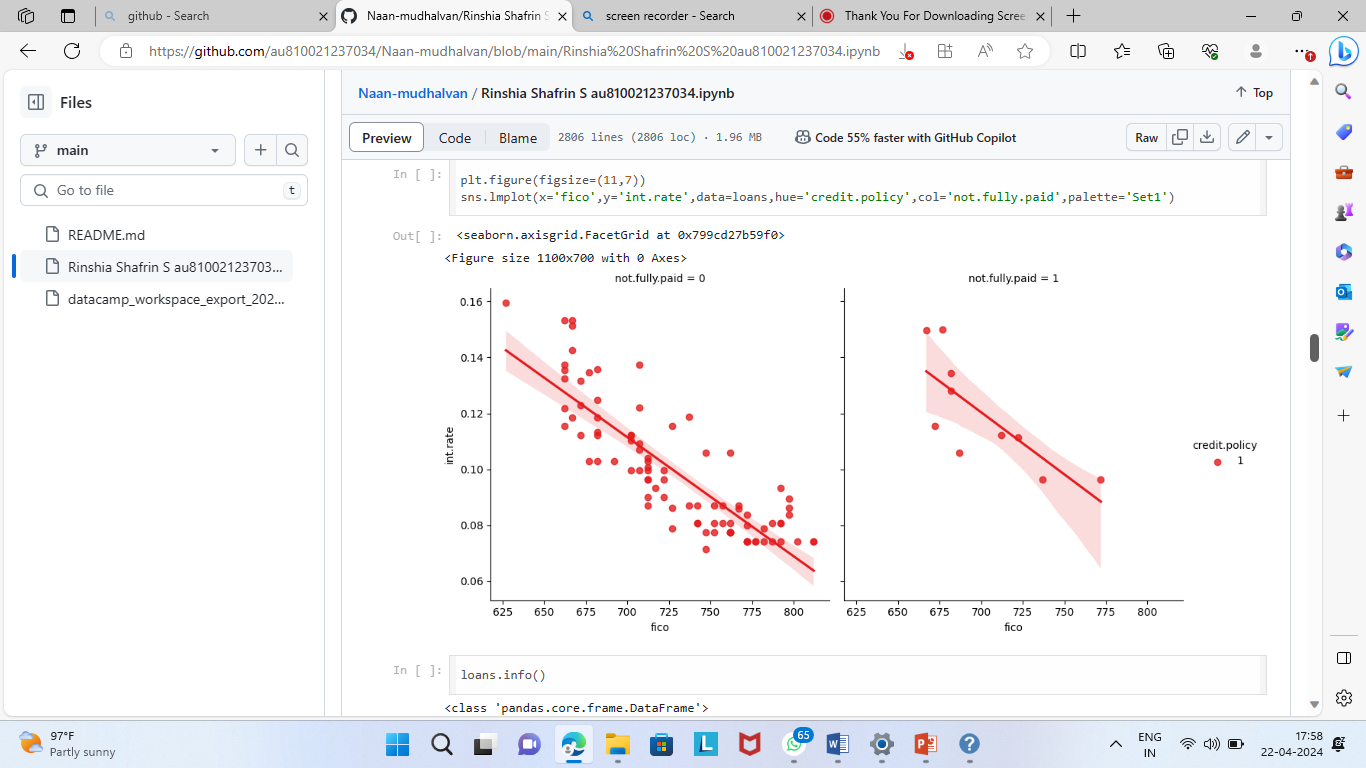 github - Search
Naan-mudhalvan/Rinshia Shafrin S
screen recorder - Search
Thank You For Downloading Scree
https://github.com/au810021237034/Naan-mudhalvan/blob/main/Rinshia%20Shafrin%20S%20au810021237034.ipynb
Files
main
Go to file
t
README.md
Rinshia Shafrin S au81002123703...
datacamp_workspace_export_202...
Naan-mudhalvan / Rinshia Shafrin S au810021237034.ipynb
Top
Preview
Code
Blame
2806 lines (2806 loc) · 1.96 MB
Code 55% faster with GitHub Copilot
Raw
In [ ]:
plt.figure(figsize=(11,7))
sns.lmplot(x='fico',y='int.rate',data=loans,hue='credit.policy',col='not.fully.paid',palette='Set1')
Out[ ]:
<seaborn.axisgrid.FacetGrid at 0x799cd27b59f0>
<Figure size 1100x700 with 0 Axes>
not.fully.paid = 0
not.fully.paid = 1
0.16
0.14
0.12
0.10
0.08
0.06
int.rate
625 650 675 700 725 750 775 800
fico
625 650 675 700 725 750 775 800
fico
credit.policy
1
In [ ]:
loans.info()
<class 'pandas.core.frame.DataFrame'>
97°F
Partly sunny
L
65
ENG
IN
17:58
22-04-2024